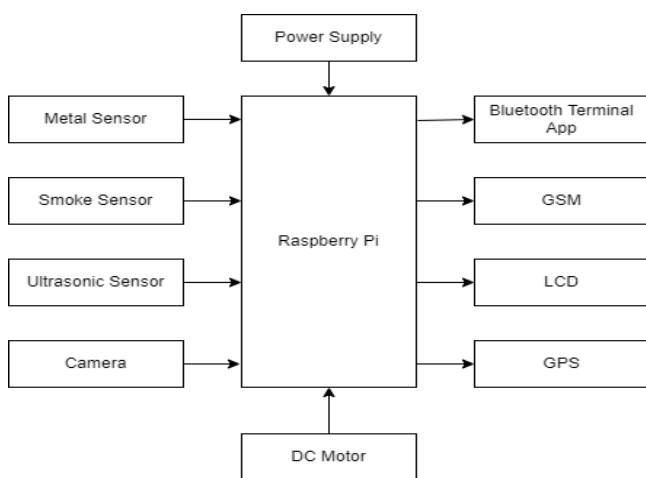 Power Supply
Metal Sensor
Bluetooth Terminal
App
Smoke Sensor
GSM
Raspberry Pi
Ultrasonic Sensor
LCD
Camera
GPS
DC Motor